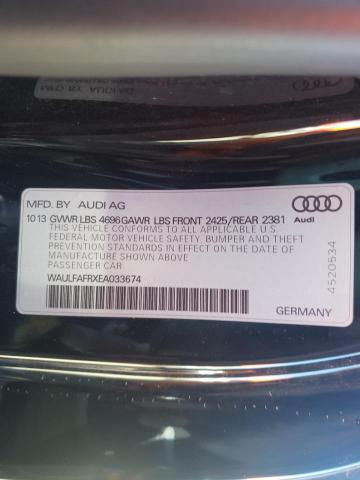 MFD. BY AUDI AG
10 13 GVWR LBS 4696 GAWR LBS FRONT 2425/REAR 2381
Audi
THIS VEHICLE CONFORMS TO ALL APPLICABLE U.S
FEDERAL MOTOR VEHICLE SAFETY, BUMPER AND THEFT
PREVENTION STANDARDS IN EFFECT ON THE DATE OF
MANUFACTURE SHOWN ABOVE
PASSENGER CAR
WAULFAFRXEA033674
4520534
GERMANY